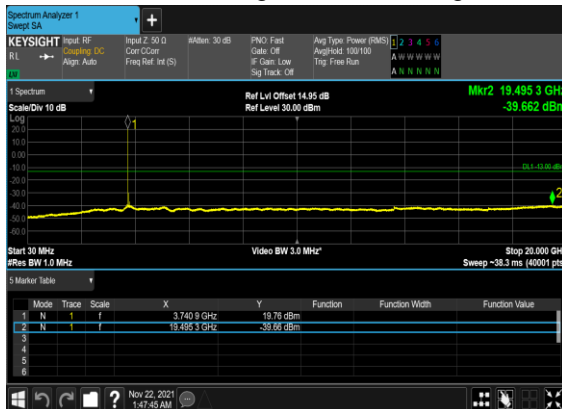 Spectrum Analyzer 1
Swept SA
+
KEYSIGHT Input: RF Input Z: 50 Ω #Atten: 30 dB PNO: Fast Avg Type: Power (RMS) 1 2 3 4 5 6
RL Coupling: DC Corr CCorr Gate: Off Avg|Hold: 100/100 A W W W W W
Align: Auto Freq Ref: Int (S) IF Gain: Low Trig: Free Run
Sig Track: Off A N N N N N
1 Spectrum Ref Lvl Offset 14.95 dB Mkr2 19.495 3 GHz
Scale/Div 10 dB Ref Level 30.00 dBm -39.662 dBm
Log
20.0
10.0
0.00
-10.0
DL1 -13.00 dBm
-20.0
-30.0
-40.0
-50.0
-60.0
1
2
Start 30 MHz Video BW 3.0 MHz* Stop 20.000 GHz
#Res BW 1.0 MHz Sweep ~38.3 ms (40001 pts)
5 Marker Table
Mode Trace Scale X Y Function Function Width Function Value
1 N 1 f 3.740 9 GHz 19.76 dBm
2 N 1 f 19.495 3 GHz -39.66 dBm
3
4
5
6
? Nov 22, 2021
1:47:45 AM